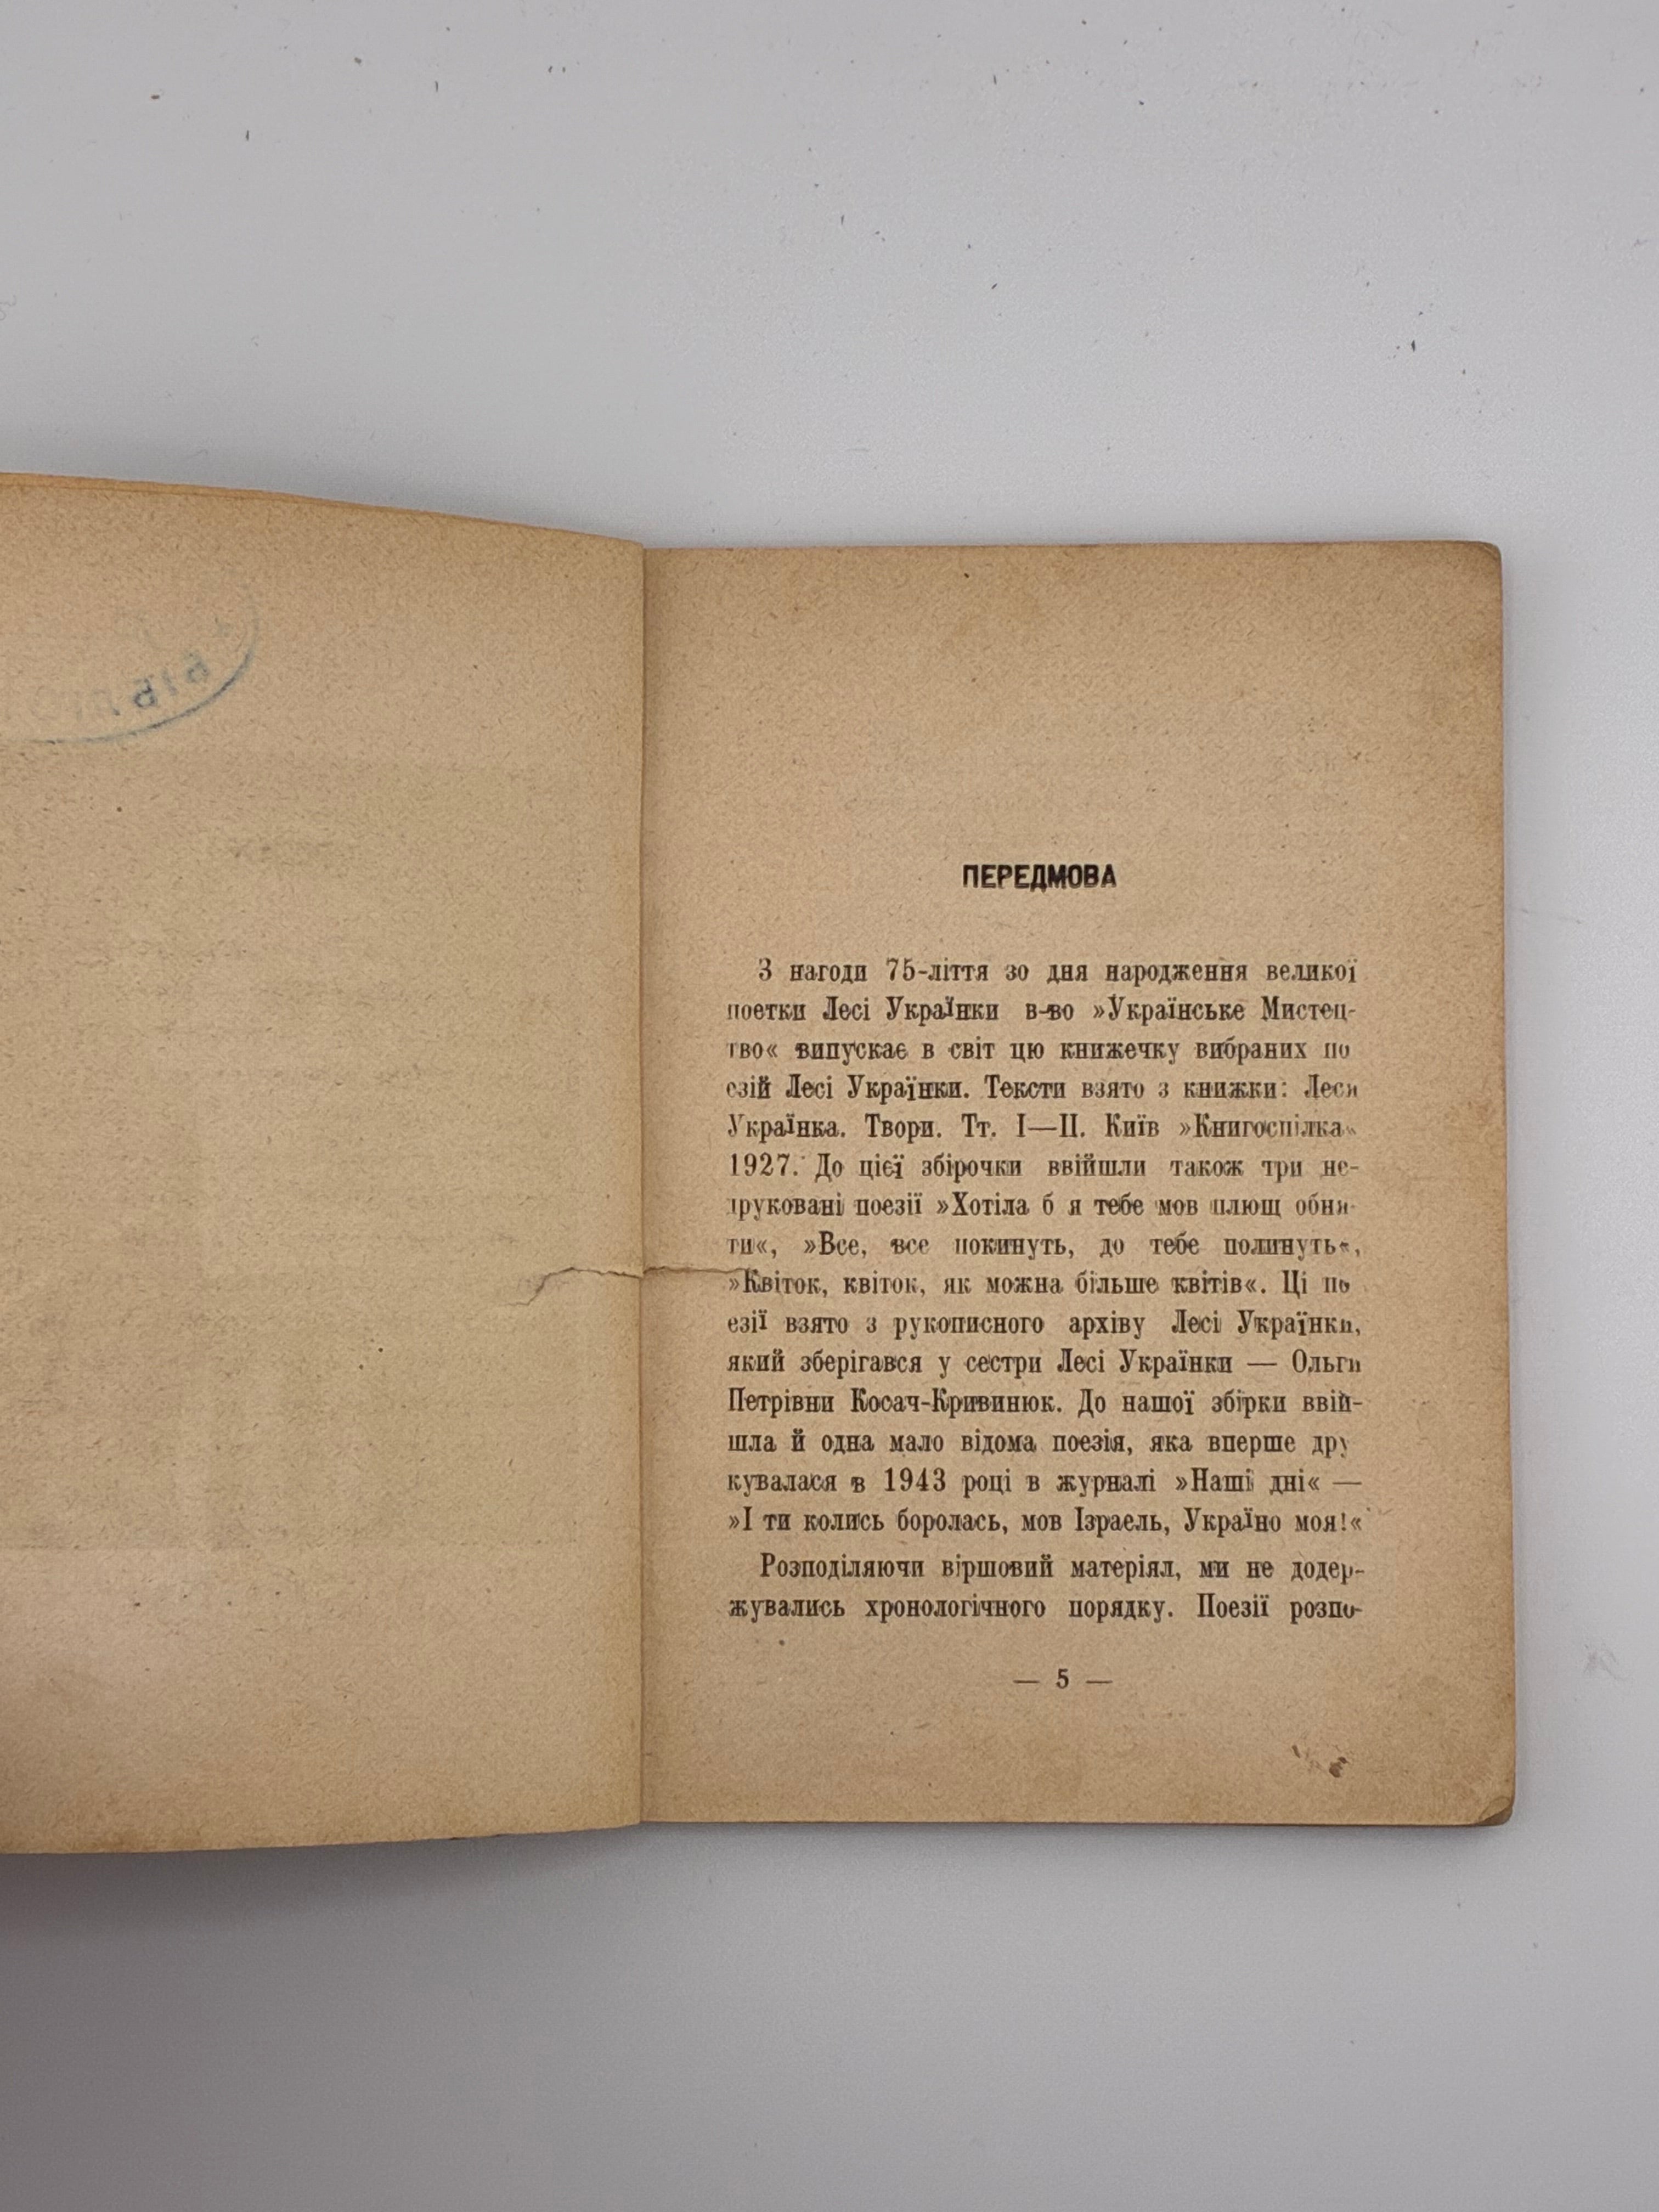 ПЕРЕДМОВА
З нагоди 75-ліття зо дня народження великої
поетки Лесі Українки в-во »Українське Мистец-
тво« випускає в світ цю книжечку вибраних по
езій Лесі Українки. Тексти взято з книжки: Леся
Українка. Твори. Тт. I—II. Київ »Книгоспілка«
1927. До цієї збірочки ввійшли також три не-
друковані поезії »Хотіла б я тебе мов плющ обня-
ти«, »Все, все покинуть, до тебе полинуть«,
»Квіток, квіток, як можна більше квітів«. Ці по
езії взято з рукописного архіву Лесі Українки,
який зберігався у сестри Лесі Українки — Ольги
Петрівни Косач-Кривинюк. До нашої збірки ввій-
шла й одна мало відома поезія, яка вперше дру
кувалася в 1943 році в журналі »Наші дні« —
»І ти колись боролась, мов Ізраель, Україно моя!«
Розподіляючи віршовий матеріял, ми не додер-
жувались хронологічного порядку. Поезії розпо-
— 5 —